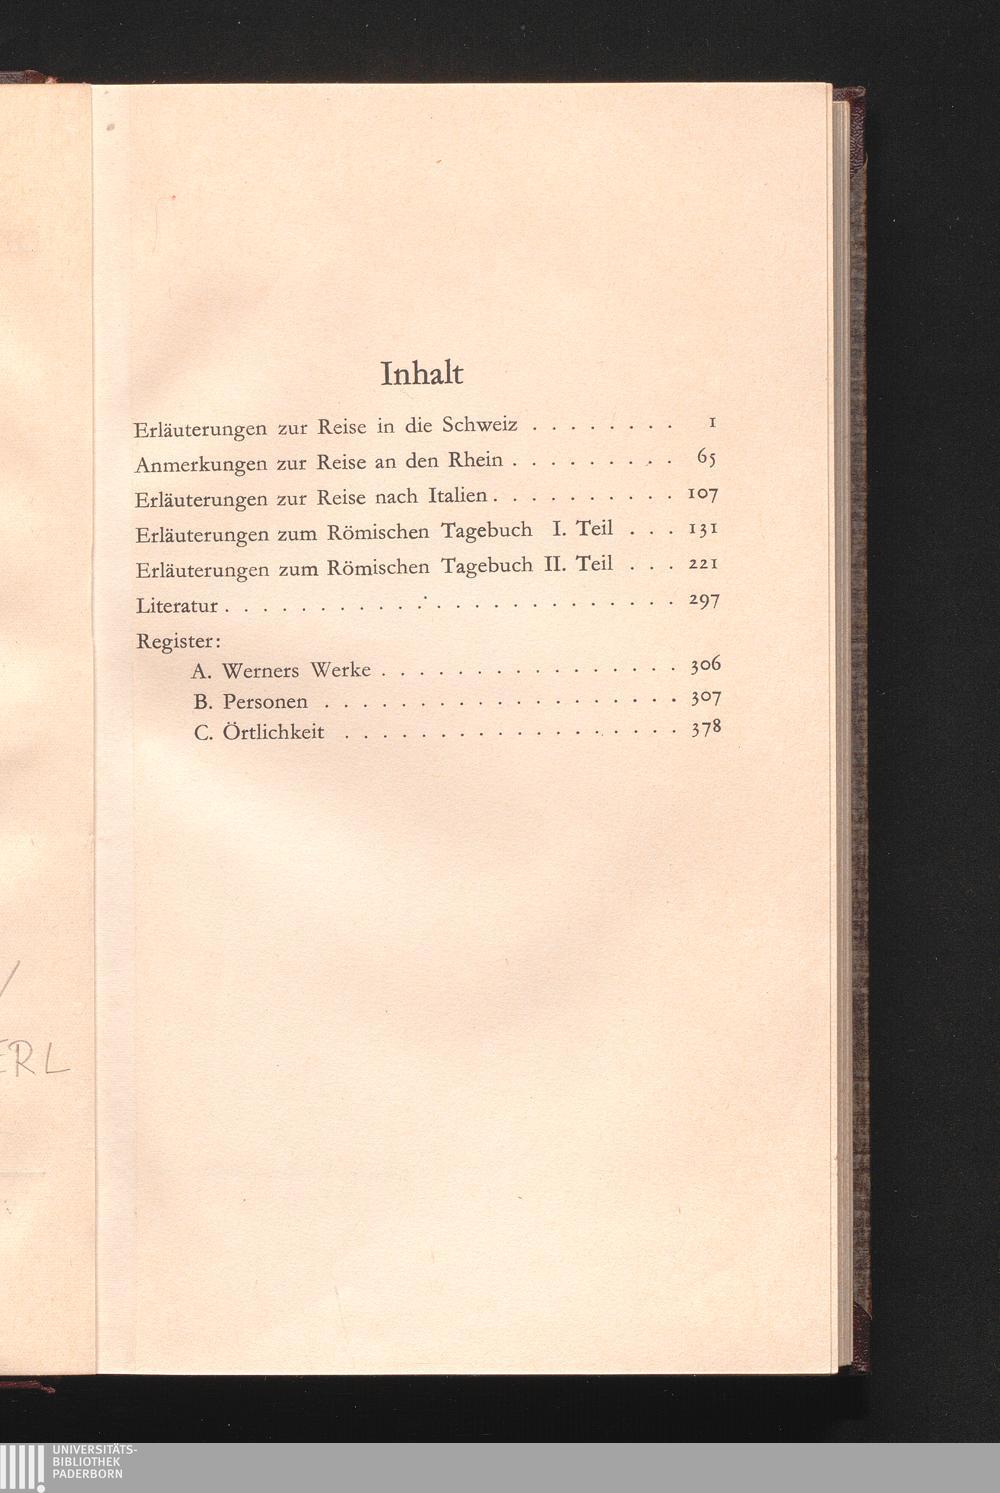 Inhalt
Erläuterungen zur Reise in die Schweiz . . . . . . . . 1
Anmerkungen zur Reise an den Rhein . . . . . . . . . 65
Erläuterungen zur Reise nach Italien . . . . . . . . . . 107
Erläuterungen zum Römischen Tagebuch I. Teil . . . 131
Erläuterungen zum Römischen Tagebuch II. Teil . . . 221
Literatur . . . . . . . . . . . . . . . . . . . . . . . . 297
Register:
A. Werners Werke . . . . . . . . . . . . . . . . 306
B. Personen . . . . . . . . . . . . . . . . . . . 307
C. Örtlichkeit . . . . . . . . . . . . . . . . . . 378
ERL
UNIVERSITÄTS-
BIBLIOTHEK
PADERBORN